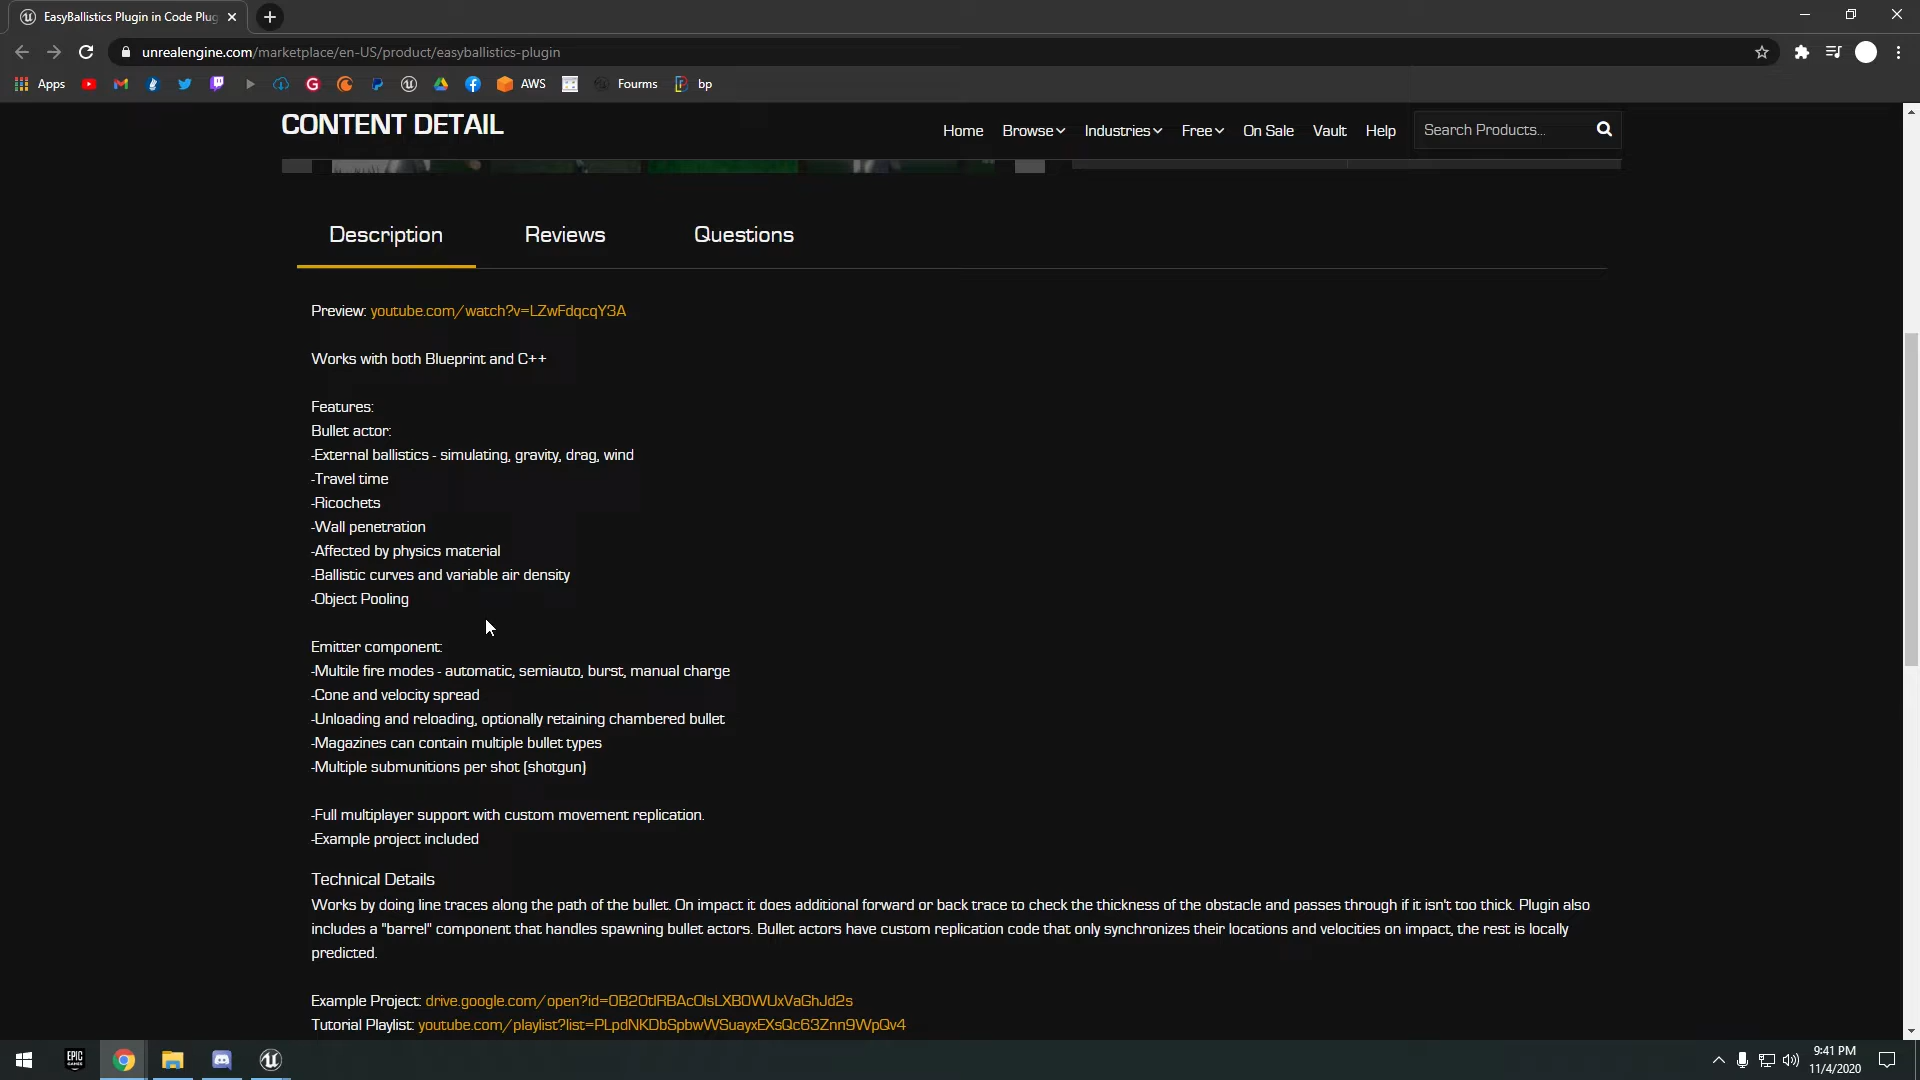 EasyBallistics Plugin in Code Plug
unrealengine.com/marketplace/en-US/product/easyballistics-plugin
Apps
AWS
Fourms
bp
CONTENT DETAIL
Home Browse Industries Free On Sale Vault Help Search Products...
Description Reviews Questions
Preview: youtube.com/watch?v=LZwFdqcqY3A
Works with both Blueprint and C++
Features:
Bullet actor:
-External ballistics - simulating, gravity, drag, wind
-Travel time
-Ricochets
-Wall penetration
-Affected by physics material
-Ballistic curves and variable air density
-Object Pooling
Emitter component:
-Multile fire modes - automatic, semiauto, burst, manual charge
-Cone and velocity spread
-Unloading and reloading, optionally retaining chambered bullet
-Magazines can contain multiple bullet types
-Multiple submunitions per shot (shotgun)
-Full multiplayer support with custom movement replication.
-Example project included
Technical Details
Works by doing line traces along the path of the bullet. On impact it does additional forward or back trace to check the thickness of the obstacle and passes through if it isn't too thick. Plugin also
includes a "barrel" component that handles spawning bullet actors. Bullet actors have custom replication code that only synchronizes their locations and velocities on impact, the rest is locally
predicted.
Example Project: drive.google.com/open?id=0B20tIRBAcOlsLXB0WUxVaGhJd2s
Tutorial Playlist: youtube.com/playlist?list=PLpdNKDbSpbwWSuayxEXsQc63Znn9WpQv4
EPIC
GAMES
9:41 PM
11/4/2020